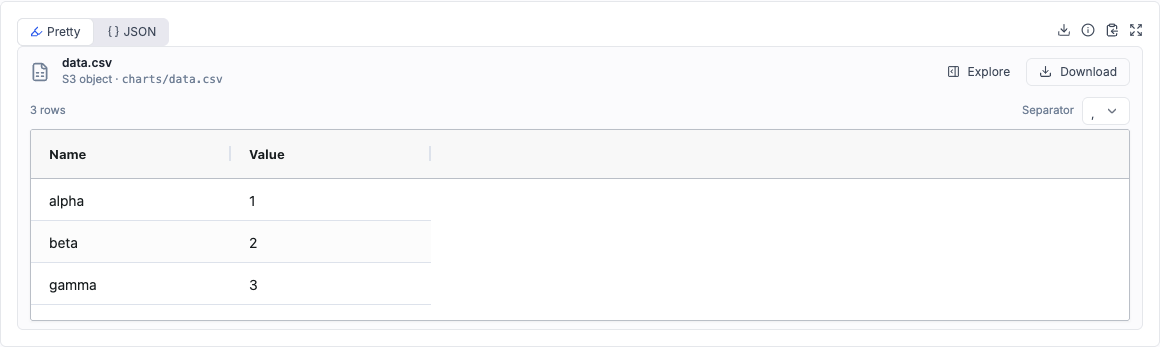 Pretty
{ } JSON
data.csv
S3 object · charts/data.csv
Explore
Download
3 rows
Separator
,
Name Value
alpha 1
beta 2
gamma 3